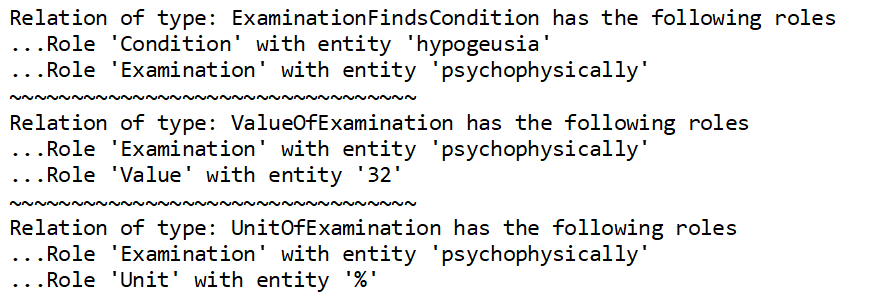 Relation of type: ExaminationFindsCondition has the following roles
...Role 'Condition' with entity 'hypogeusia'
...Role 'Examination' with entity 'psychophysically'
~~~~~~~~~~~~~~~~~~~~~~~~~~~~~~~~~
Relation of type: ValueOfExamination has the following roles
...Role 'Examination' with entity 'psychophysically'
...Role 'Value' with entity '32'
~~~~~~~~~~~~~~~~~~~~~~~~~~~~~~~~~
Relation of type: UnitOfExamination has the following roles
...Role 'Examination' with entity 'psychophysically'
...Role 'Unit' with entity '%'